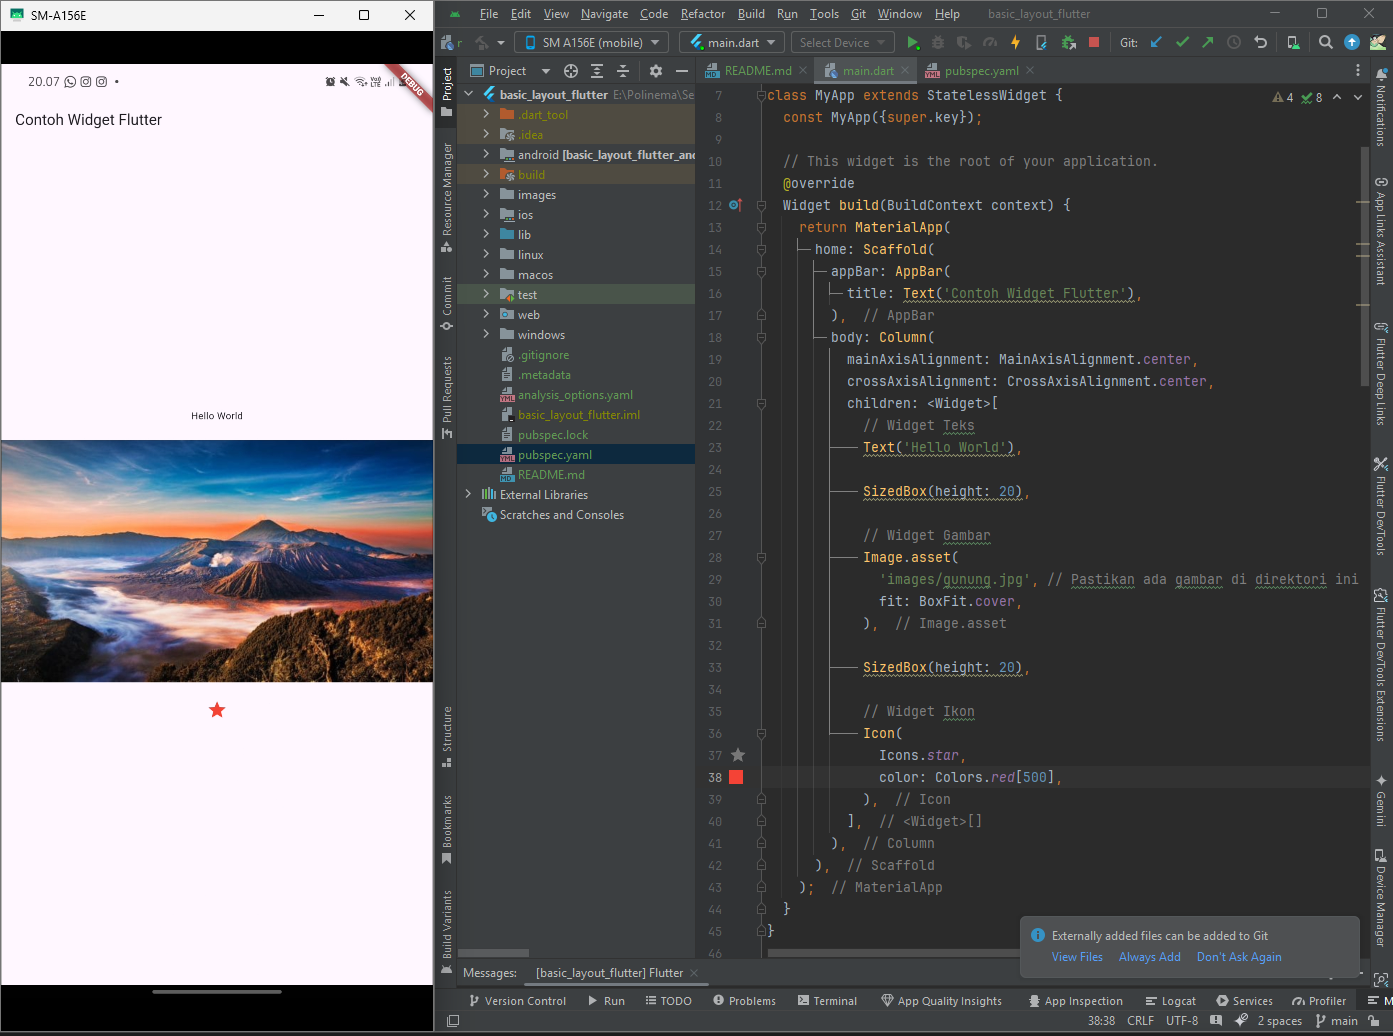 SM-A156E
20.07
DEBUG
Contoh Widget Flutter
Hello World
File Edit View Navigate Code Refactor Build Run Tools Git Window Help basic_layout_flutter
SM A156E (mobile) main.dart Select Device Git:
Project
README.md main.dart pubspec.yaml
basic_layout_flutter E:\Polinema\Se
.dart_tool
.idea
android [basic_layout_flutter_and
build
images
ios
lib
linux
macos
test
web
windows
.gitignore
.metadata
analysis_options.yaml
basic_layout_flutter.iml
pubspec.lock
pubspec.yaml
README.md
External Libraries
Scratches and Consoles
Project
Resource Manager
Commit
Pull Requests
Structure
Bookmarks
Build Variants
4 8
7 class MyApp extends StatelessWidget {
8 const MyApp({super.key});
9
10 // This widget is the root of your application.
11 @override
12 Widget build(BuildContext context) {
13 return MaterialApp(
14 home: Scaffold(
15 appBar: AppBar(
16 title: Text('Contoh Widget Flutter'),
17 ), // AppBar
18 body: Column(
19 mainAxisAlignment: MainAxisAlignment.center,
20 crossAxisAlignment: CrossAxisAlignment.center,
21 children: <Widget>[
22 // Widget Teks
23 Text('Hello World'),
24
25 SizedBox(height: 20),
26
27 // Widget Gambar
28 Image.asset(
29 'images/gunung.jpg', // Pastikan ada gambar di direktori ini
30 fit: BoxFit.cover,
31 ), // Image.asset
32
33 SizedBox(height: 20),
34
35 // Widget Ikon
36 Icon(
37 Icons.star,
38 color: Colors.red[500],
39 ), // Icon
40 ], // <Widget>[]
41 ), // Column
42 ), // Scaffold
43 ); // MaterialApp
44 }
45 }
46
Notifications
App Links Assistant
Flutter Deep Links
Flutter DevTools
Flutter DevTools Extensions
Gemini
Device Manager
Externally added files can be added to Git
View Files Always Add Don't Ask Again
Messages: [basic_layout_flutter] Flutter
Version Control Run TODO Problems Terminal App Quality Insights App Inspection Logcat Services Profiler M
38:38 CRLF UTF-8 2 spaces main